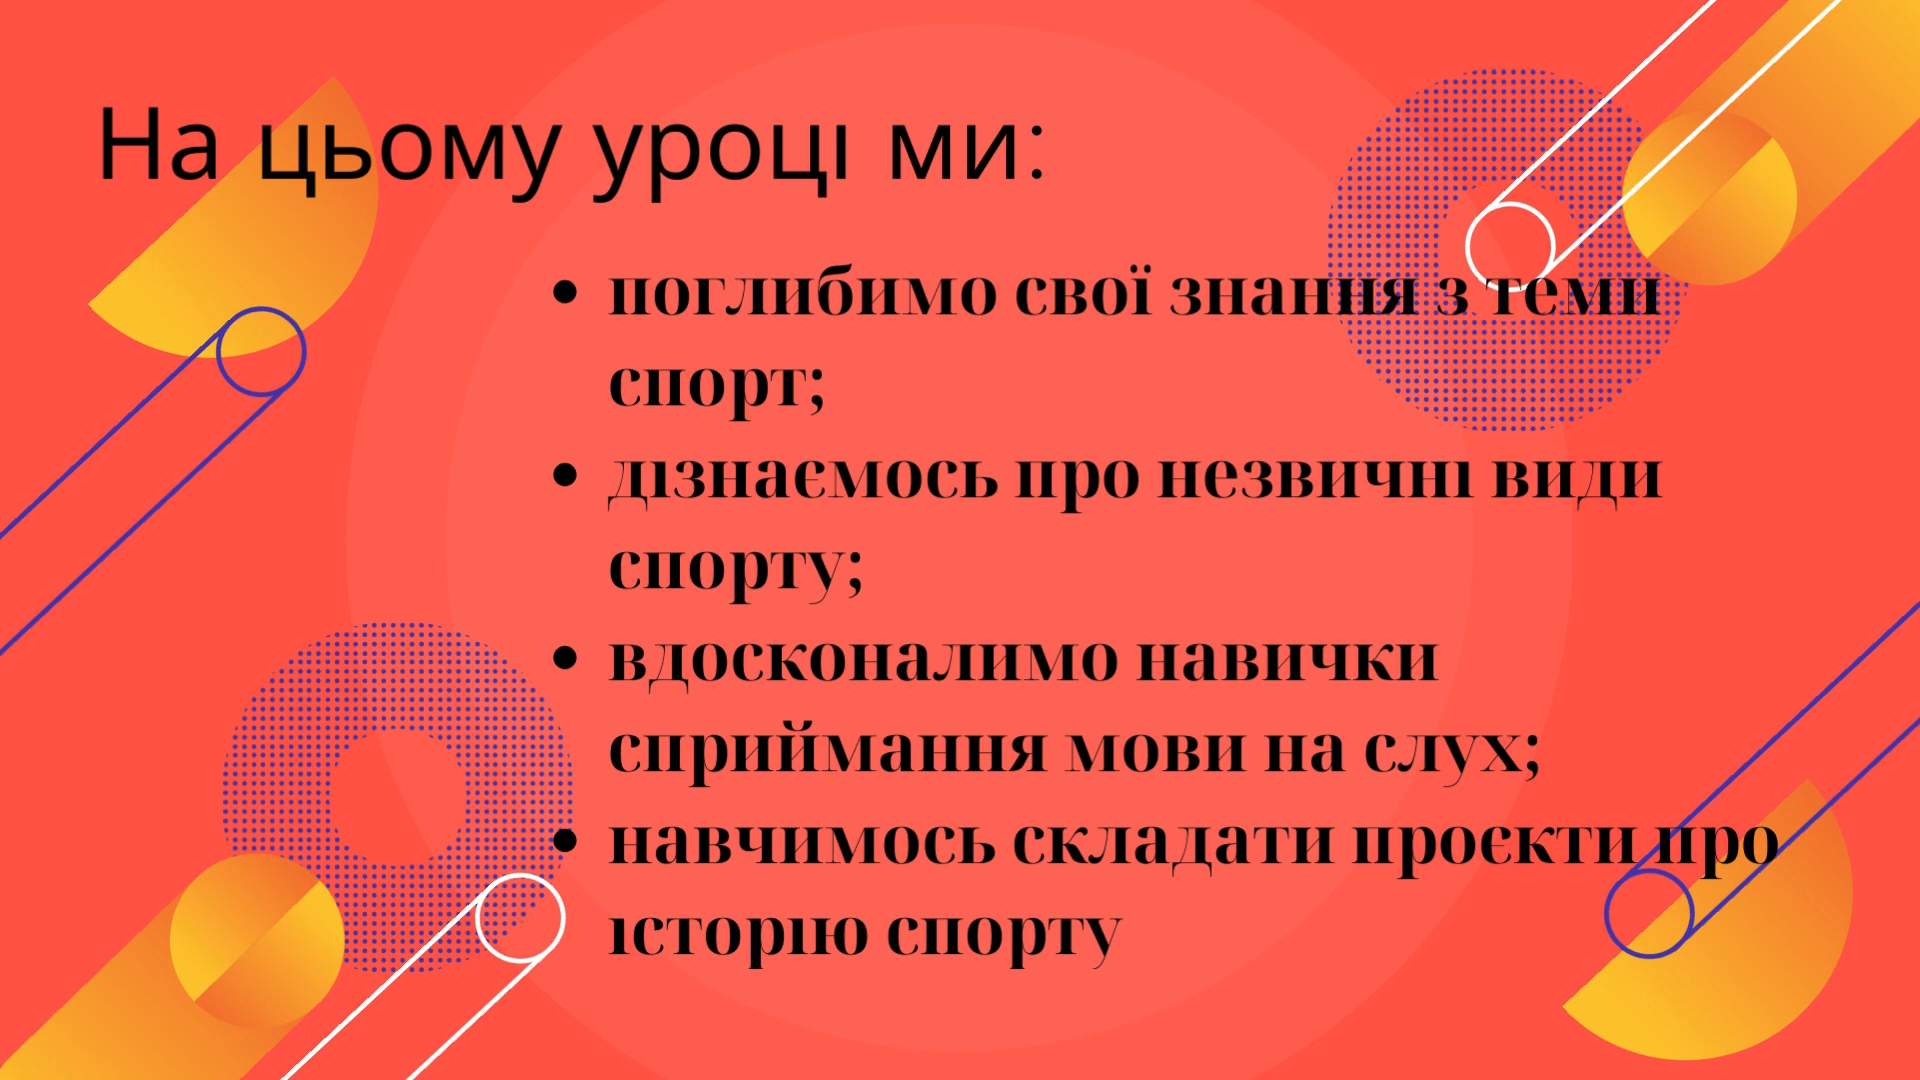 На цьому уроці ми:
• поглибимо свої знання з теми
спорт;
• дізнаємось про незвичні види
спорту;
• вдосконалимо навички
сприймання мови на слух;
• навчимось складати проєкти про
історію спорту